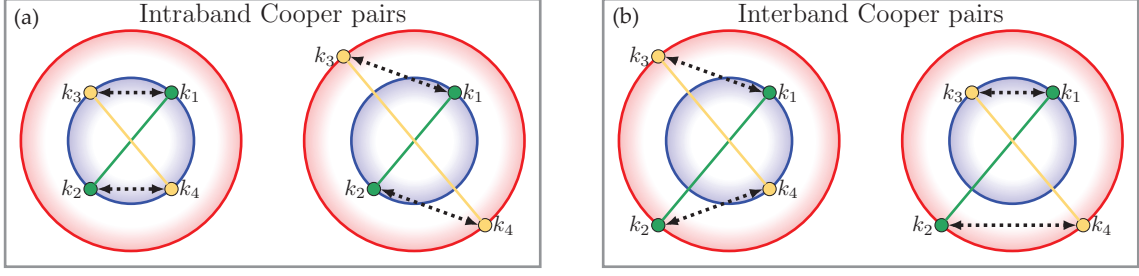 (a) Intraband Cooper pairs
k3 k1
k2 k4
k3
k1
k2
k4
(b) Interband Cooper pairs
k3
k1
k4
k2
k3 k1
k2 k4